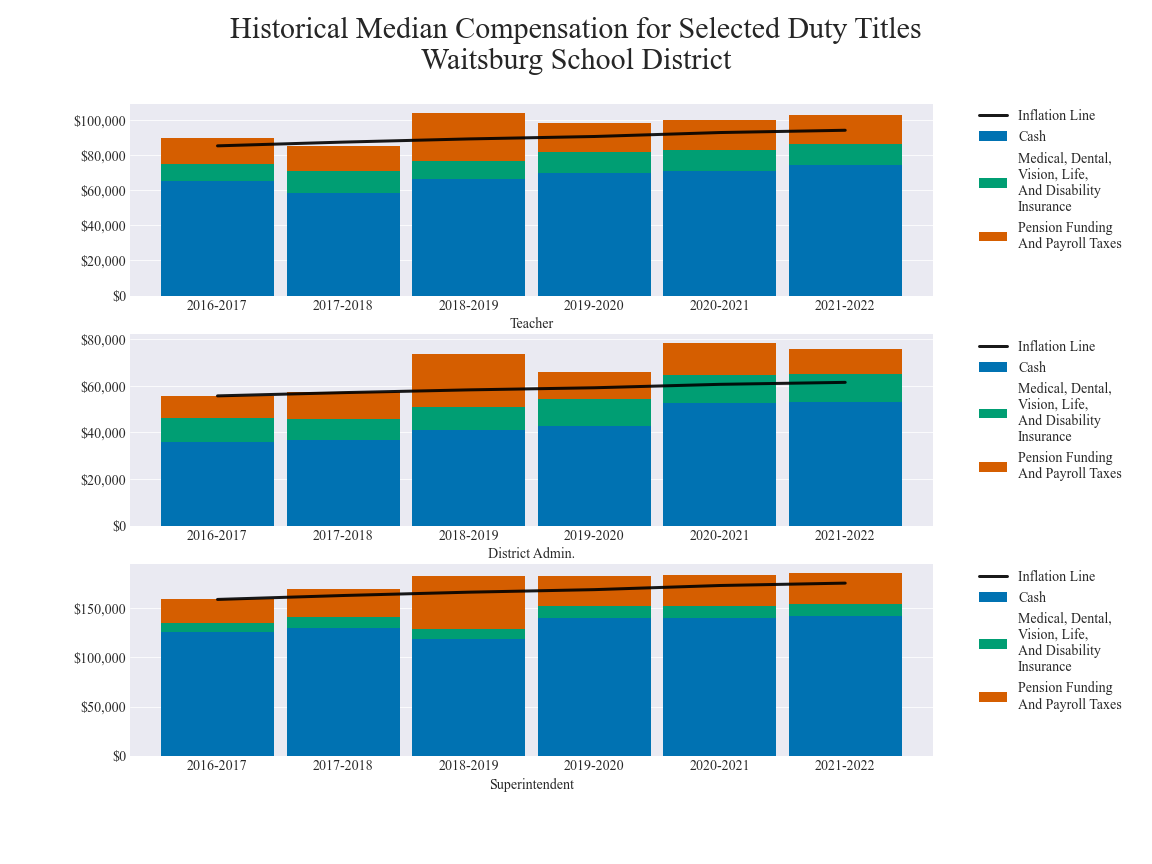 Historical Median Compensation for Selected Duty Titles
Waitsburg School District
$100,000
$80,000
$60,000
$40,000
$20,000
$0
2016-2017 2017-2018 2018-2019 2019-2020 2020-2021 2021-2022
Teacher
Inflation Line
Cash
Medical, Dental,
Vision, Life,
And Disability
Insurance
Pension Funding
And Payroll Taxes
$80,000
$60,000
$40,000
$20,000
$0
2016-2017 2017-2018 2018-2019 2019-2020 2020-2021 2021-2022
District Admin.
Inflation Line
Cash
Medical, Dental,
Vision, Life,
And Disability
Insurance
Pension Funding
And Payroll Taxes
$150,000
$100,000
$50,000
$0
2016-2017 2017-2018 2018-2019 2019-2020 2020-2021 2021-2022
Superintendent
Inflation Line
Cash
Medical, Dental,
Vision, Life,
And Disability
Insurance
Pension Funding
And Payroll Taxes